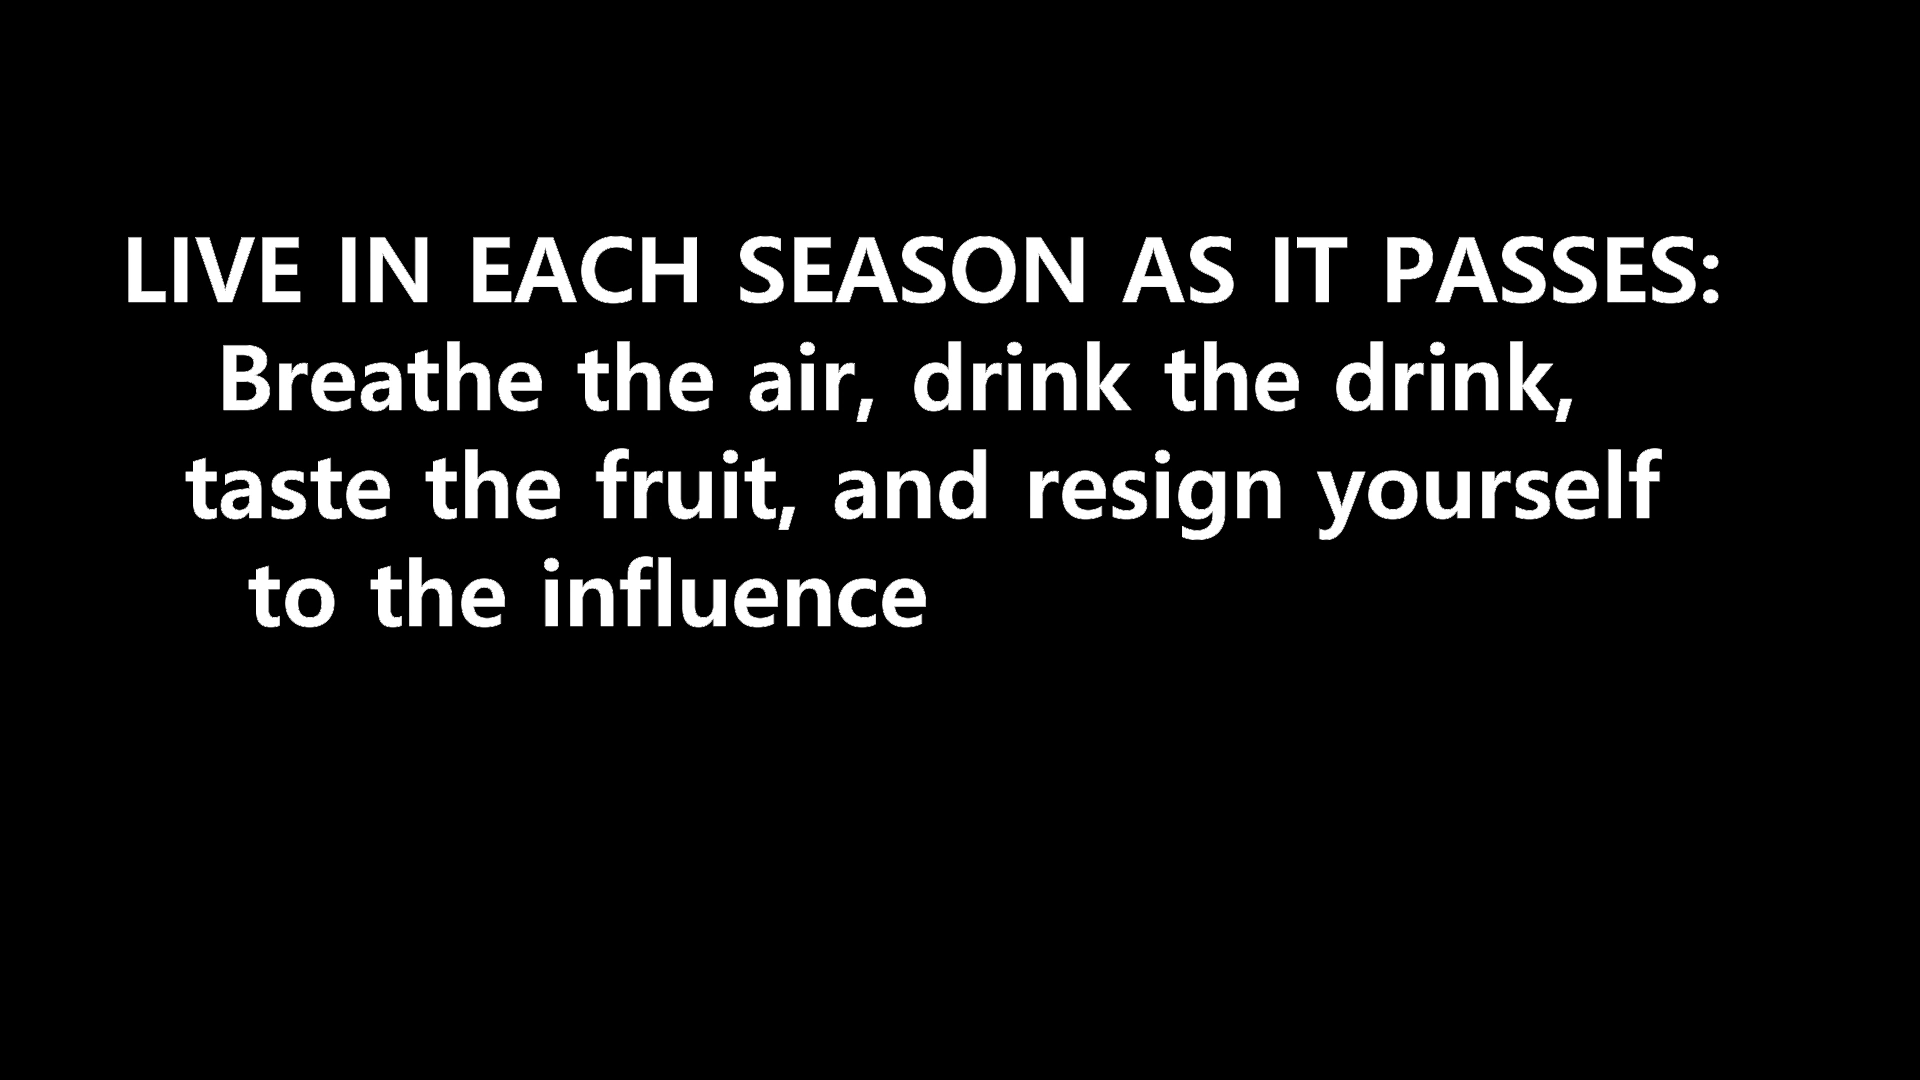 LIVE IN EACH SEASON AS IT PASSES:
Breathe the air, drink the drink,
taste the fruit, and resign yourself
to the influence